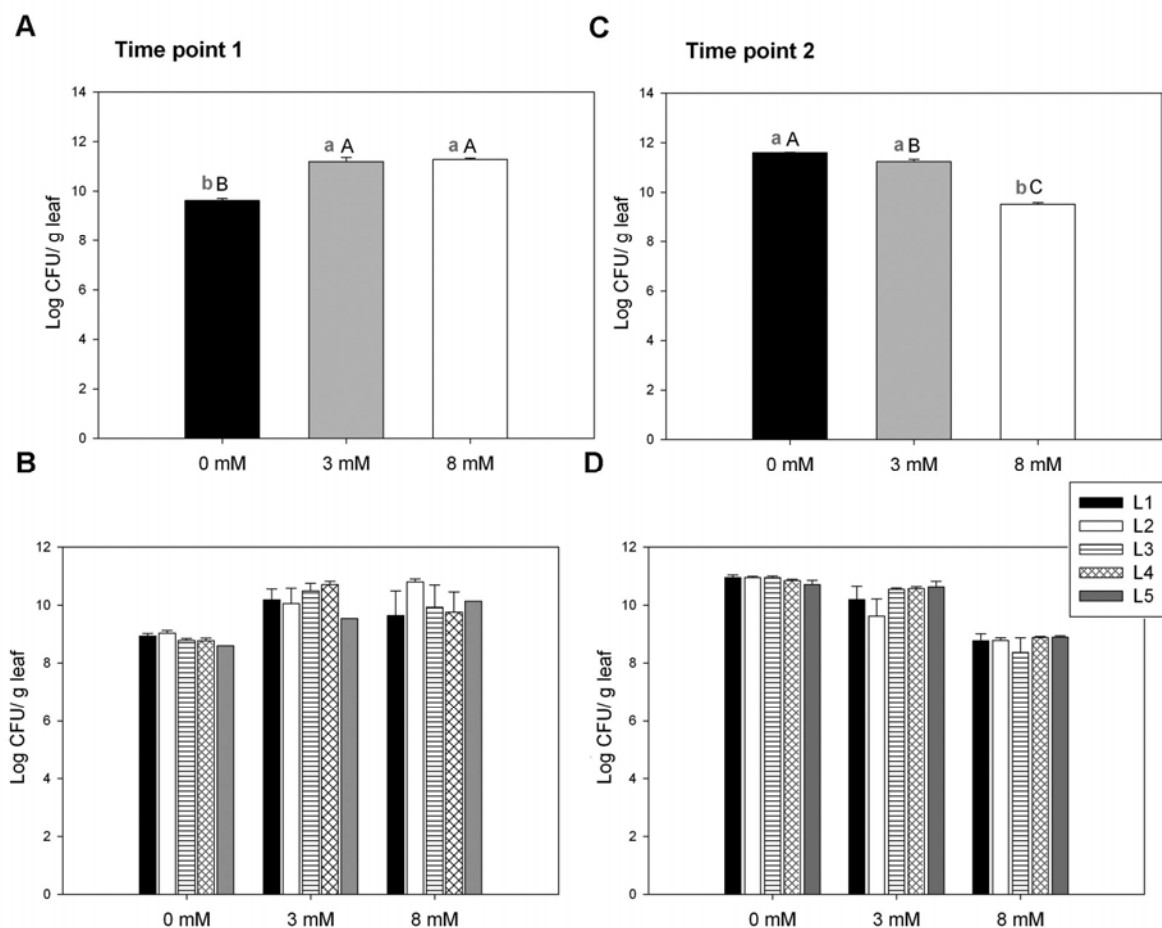 A
Time point 1
Log CFU/ g leaf
14
12
10
8
6
4
2
0
b B
a A
a A
0 mM
3 mM
8 mM
C
Time point 2
Log CFU/ g leaf
14
12
10
8
6
4
2
0
a A
a B
b C
0 mM
3 mM
8 mM
B
Log CFU/ g leaf
12
10
8
6
4
2
0
0 mM
3 mM
8 mM
D
Log CFU/ g leaf
12
10
8
6
4
2
0
0 mM
3 mM
8 mM
L1
L2
L3
L4
L5